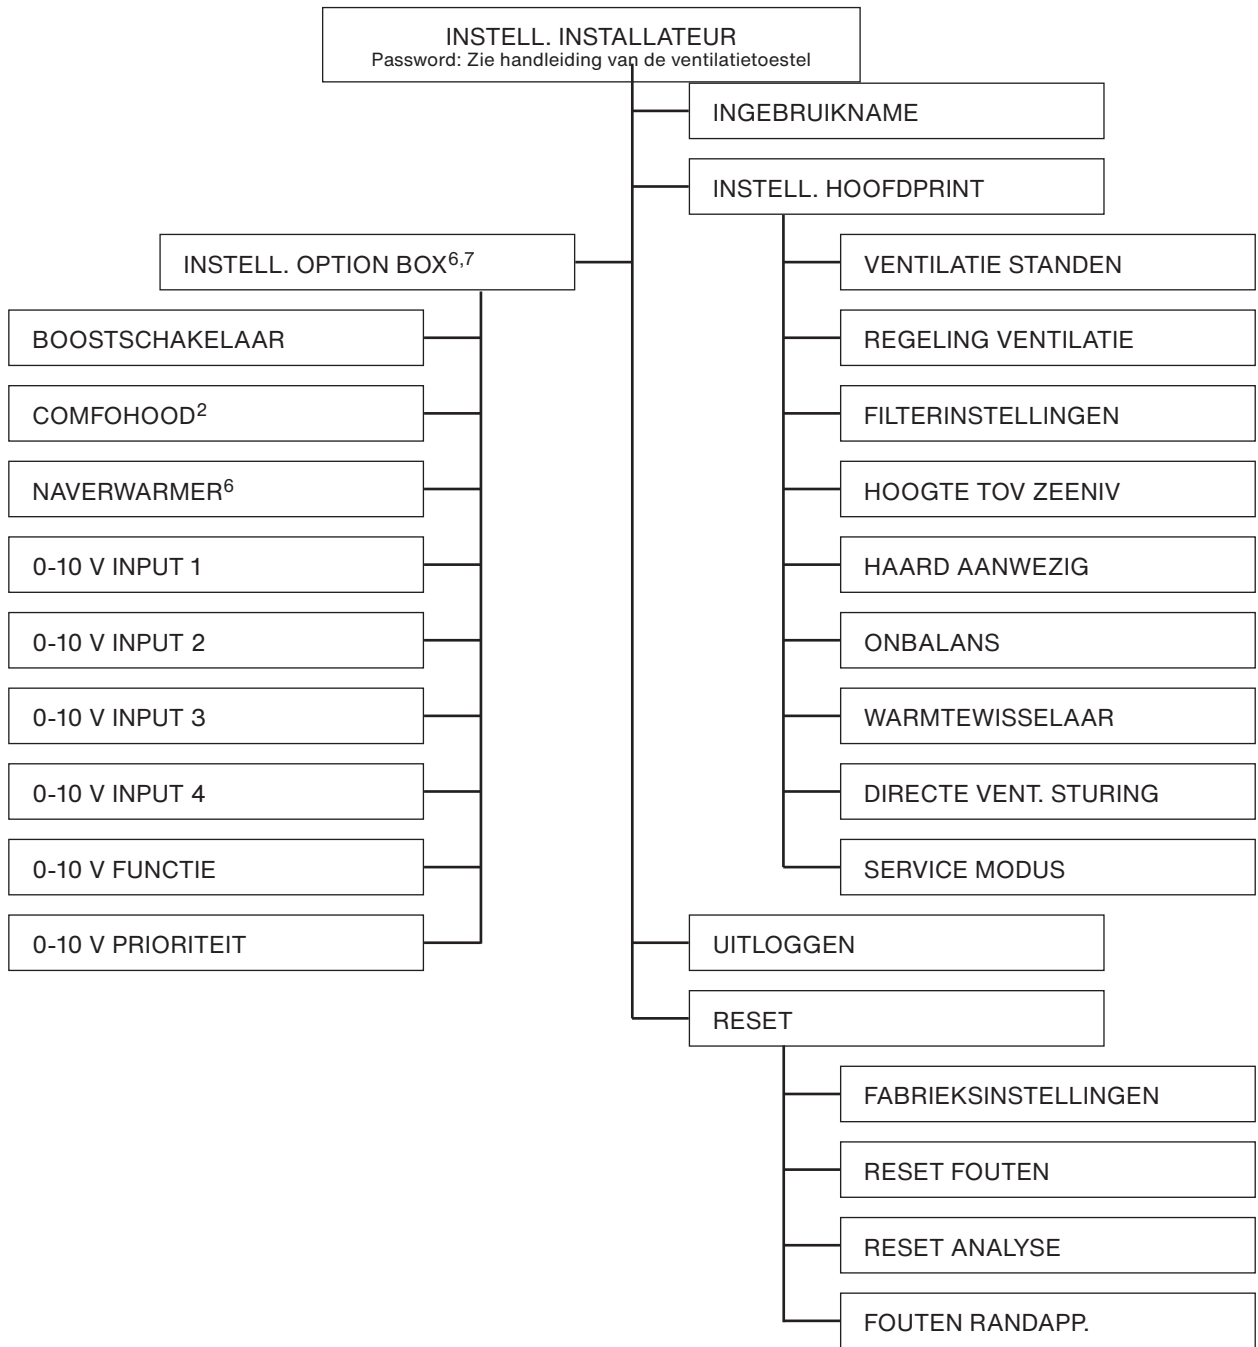 INSTELL. INSTALLATEUR
Password: Zie handleiding van de ventilatietoestel
INGEBRUIKNAME
INSTELL. HOOFDPRINT
INSTELL. OPTION BOX6,7
VENTILATIE STANDEN
BOOSTSCHAKELAAR
REGELING VENTILATIE
COMFOHOOD2
FILTERINSTELLINGEN
NAVERWARMER6
HOOGTE TOV ZEENIV
0-10 V INPUT 1
HAARD AANWEZIG
0-10 V INPUT 2
ONBALANS
0-10 V INPUT 3
WARMTEWISSELAAR
0-10 V INPUT 4
DIRECTE VENT. STURING
0-10 V FUNCTIE
SERVICE MODUS
0-10 V PRIORITEIT
UITLOGGEN
RESET
FABRIEKSINSTELLINGEN
RESET FOUTEN
RESET ANALYSE
FOUTEN RANDAPP.